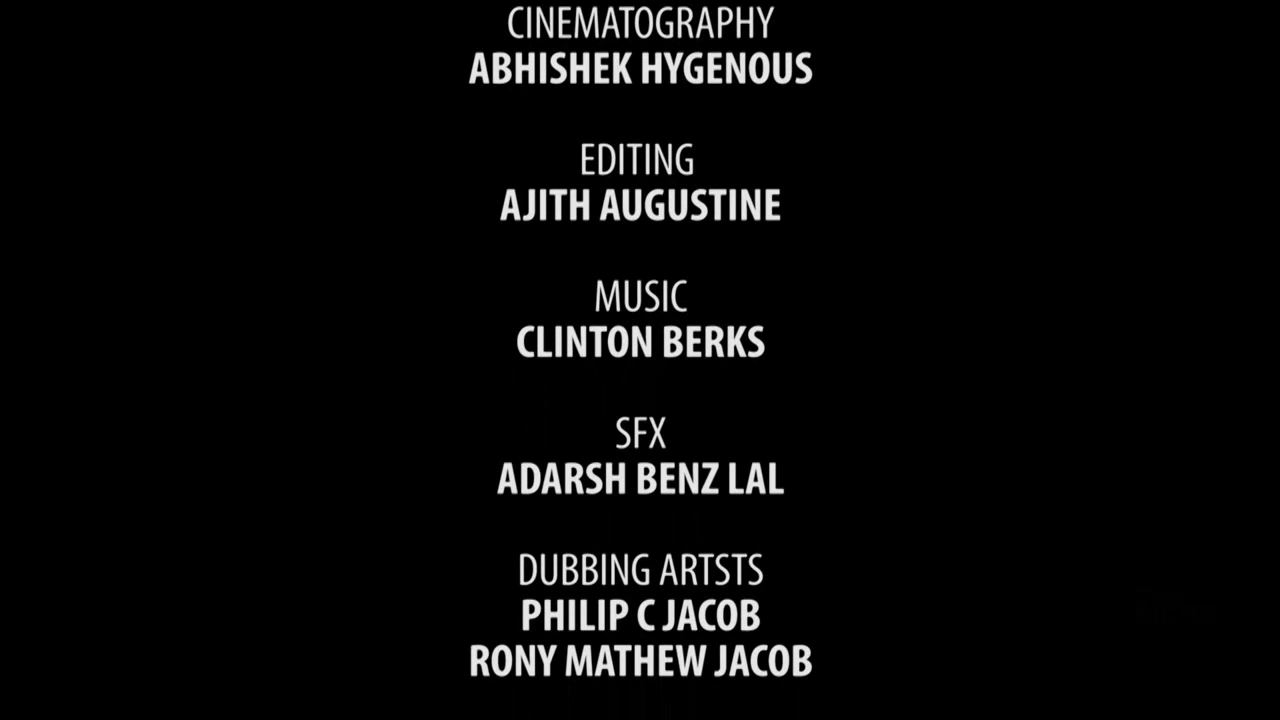 CINEMATOGRAPHY
ABHISHEK HYGENOUS
EDITING
AJITH AUGUSTINE
MUSIC
CLINTON BERKS
SFX
ADARSH BENZ LAL
DUBBING ARTSTS
PHILIP C JACOB
RONY MATHEW JACOB